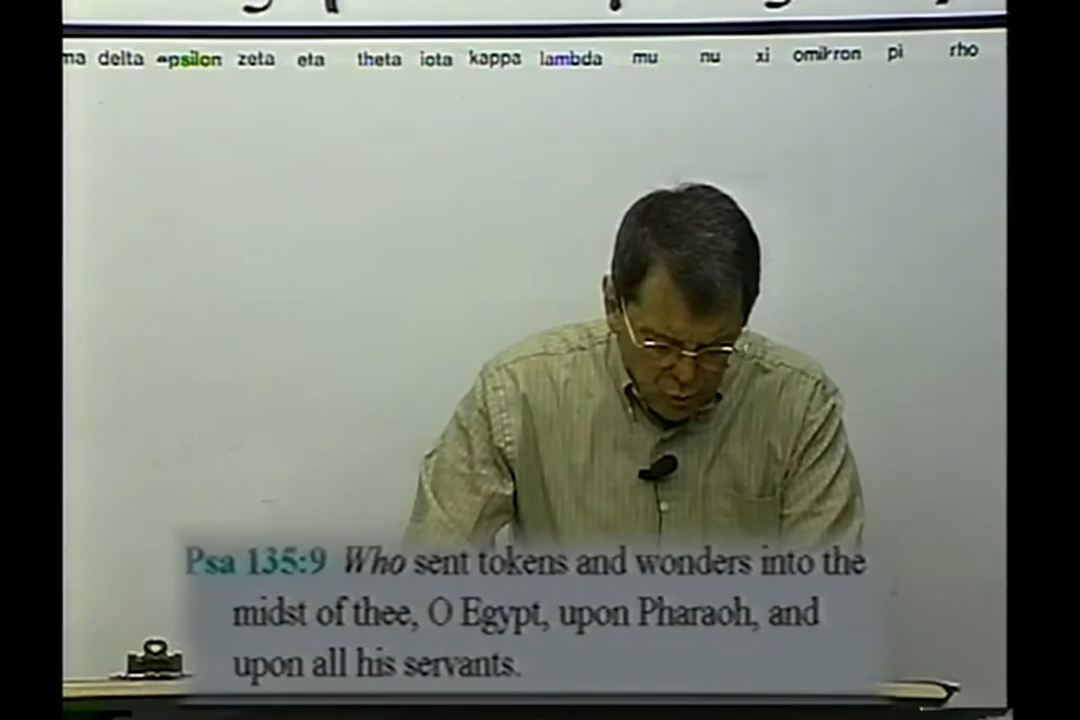 delta epsilon zeta eta theta iota kappa lambda mu nu xi omikron pi rho
Psa 135:9 Who sent tokens and wonders into the
midst of thee, O Egypt, upon Pharaoh, and
upon all his servants.